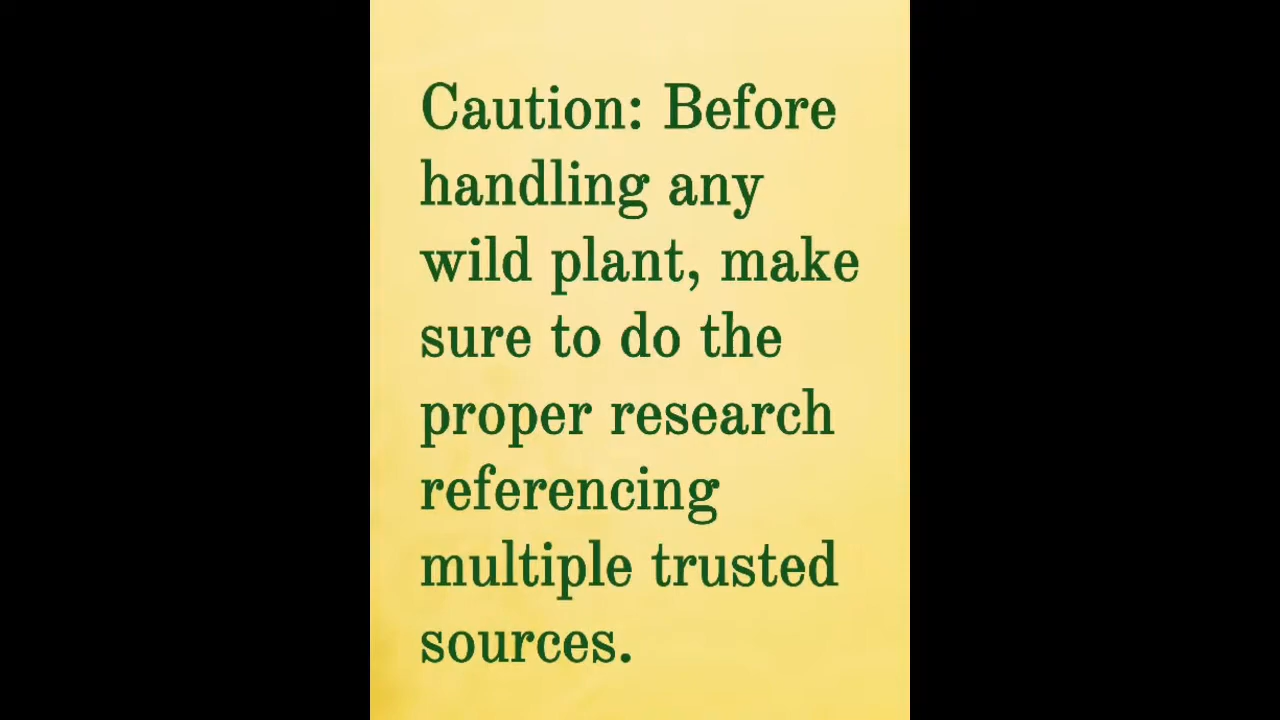 Caution: Before
handling any
wild plant, make
sure to do the
proper research
referencing
multiple trusted
sources.